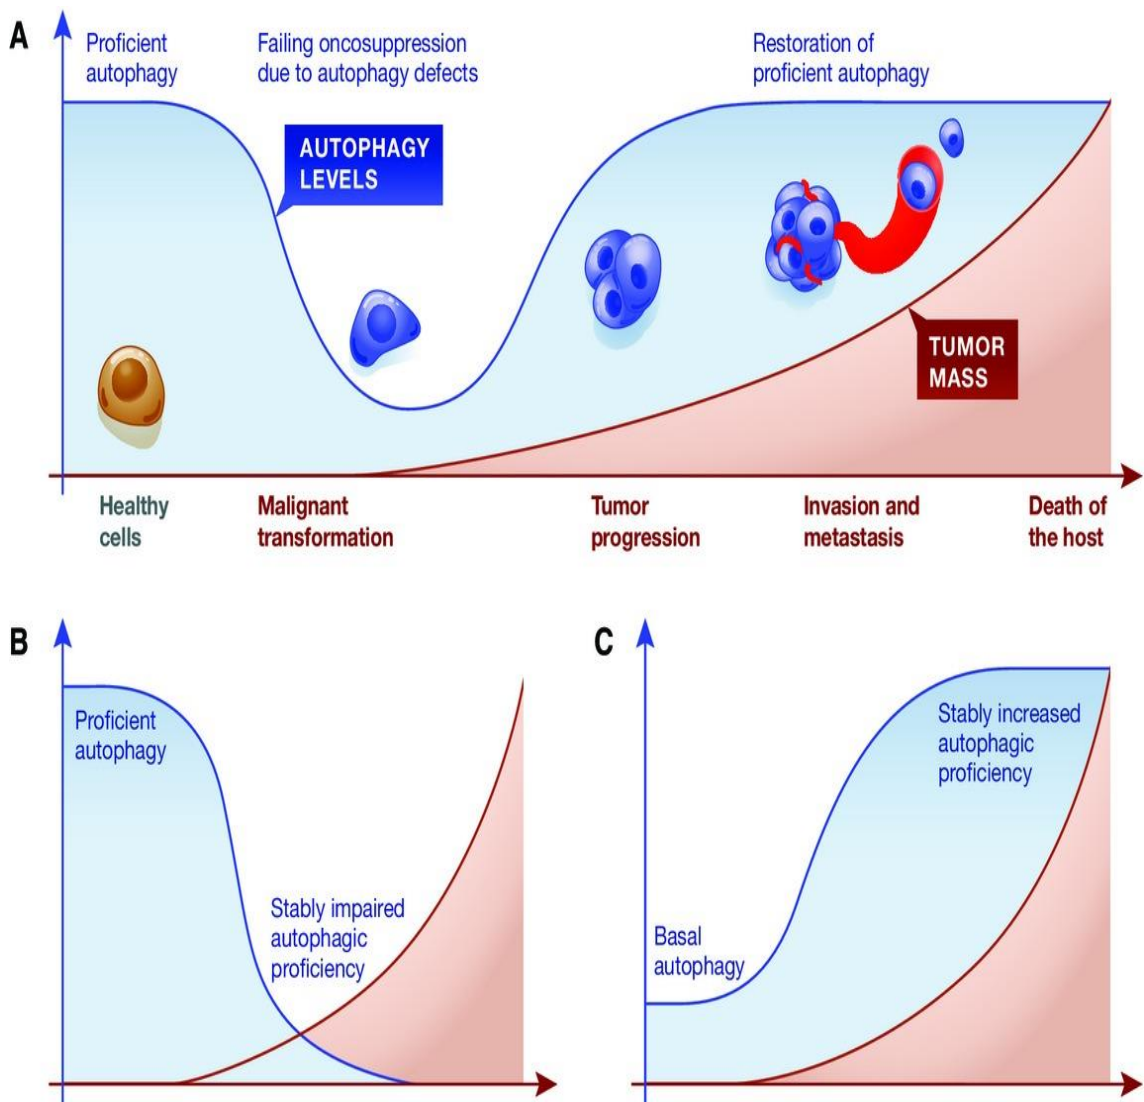 A
Proficient
autophagy
Failing oncosuppression
due to autophagy defects
Restoration of
proficient autophagy
AUTOPHAGY
LEVELS
TUMOR
MASS
Healthy
cells
Malignant
transformation
Tumor
progression
Invasion and
metastasis
Death of
the host
B
Proficient
autophagy
Stably impaired
autophagic
proficiency
C
Basal
autophagy
Stably increased
autophagic
proficiency